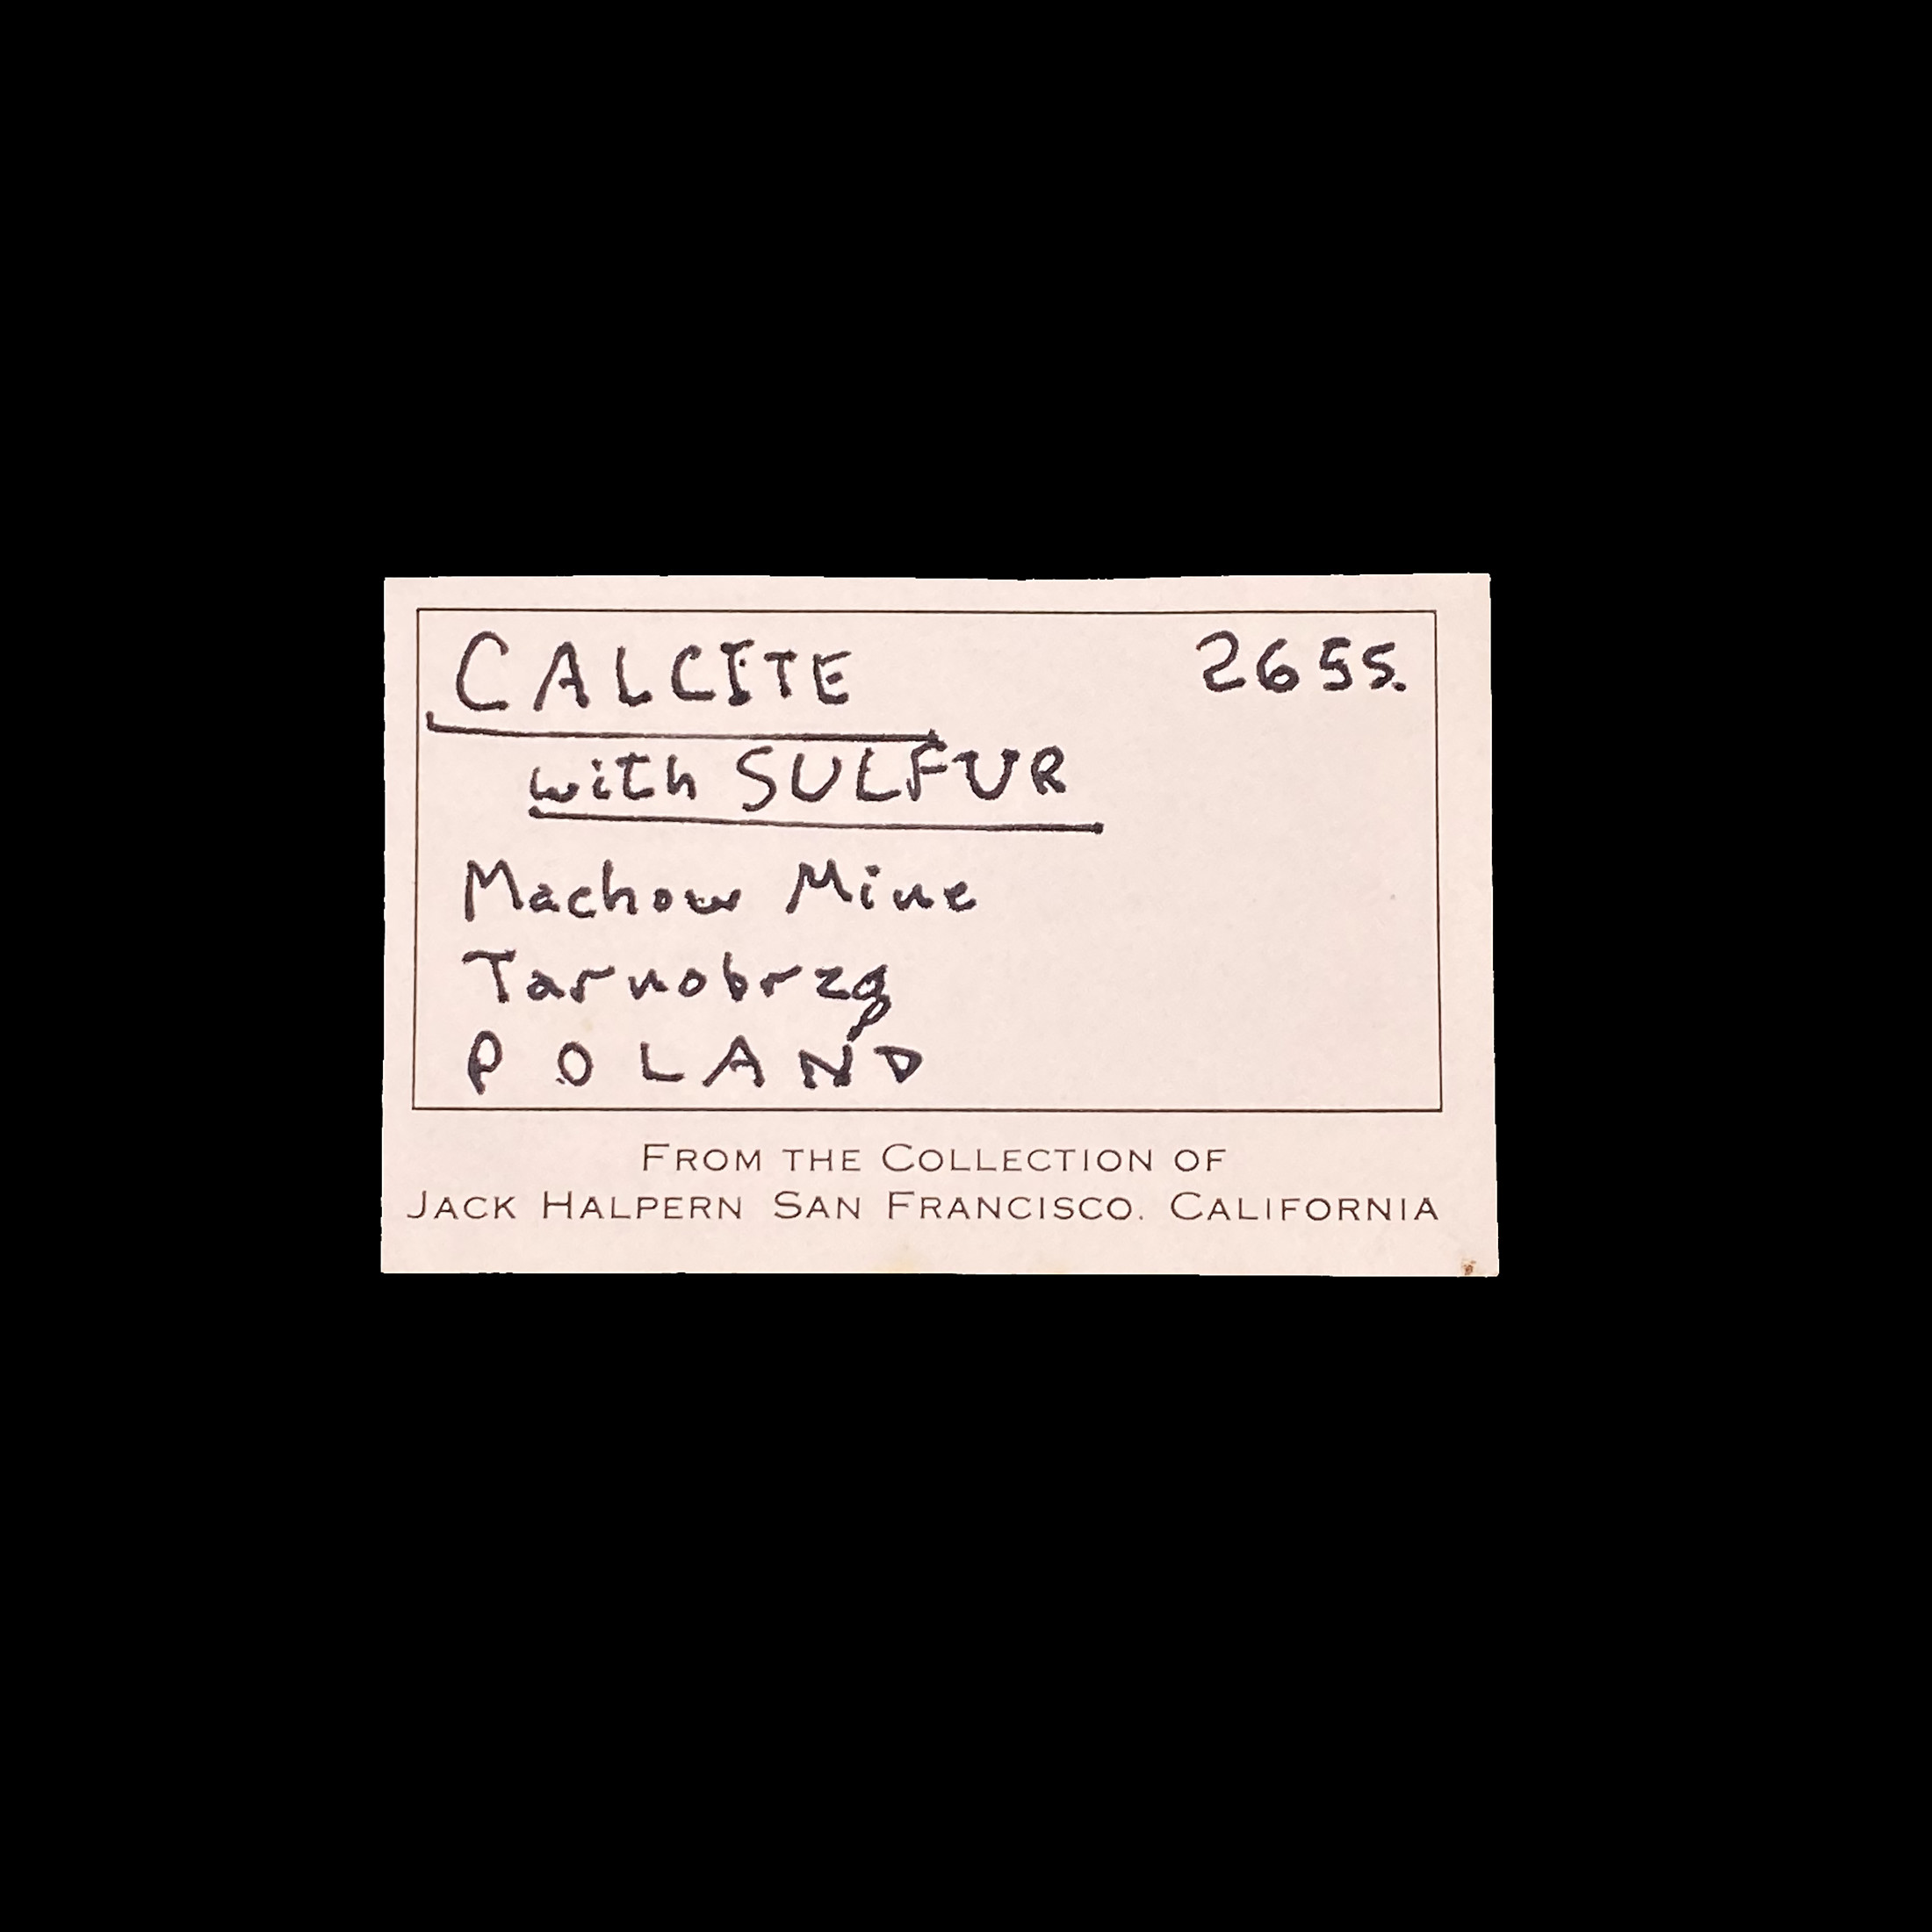 CALCITE 2655.
with SULFUR
Machow Mine
Tarnobrzg
POLAND
FROM THE COLLECTION OF
JACK HALPERN SAN FRANCISCO. CALIFORNIA